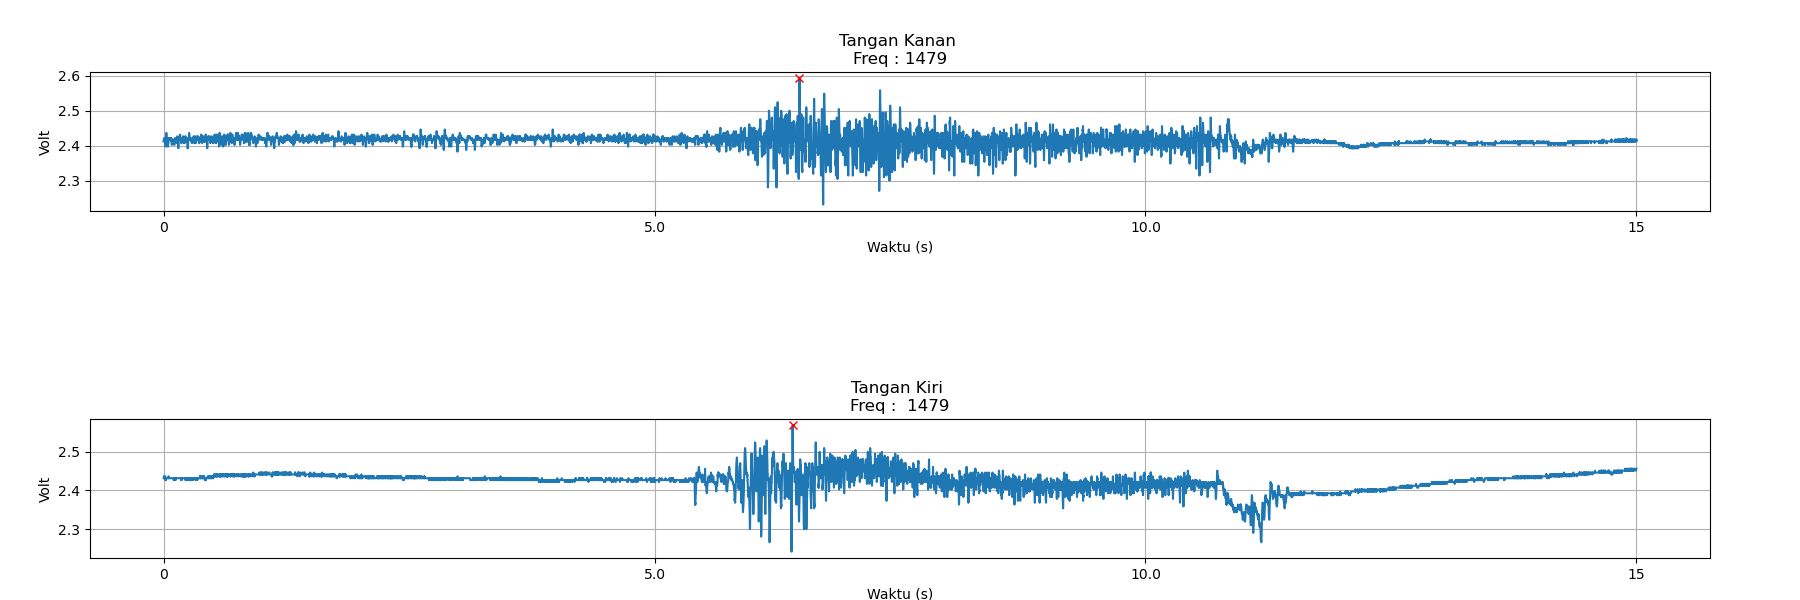 Tangan Kanan
Freq : 1479
2.6
2.5
2.4
2.3
Volt
0 5.0 10.0 15
Waktu (s)
Tangan Kiri
Freq :  1479
2.5
2.4
2.3
Volt
0 5.0 10.0 15
Waktu (s)